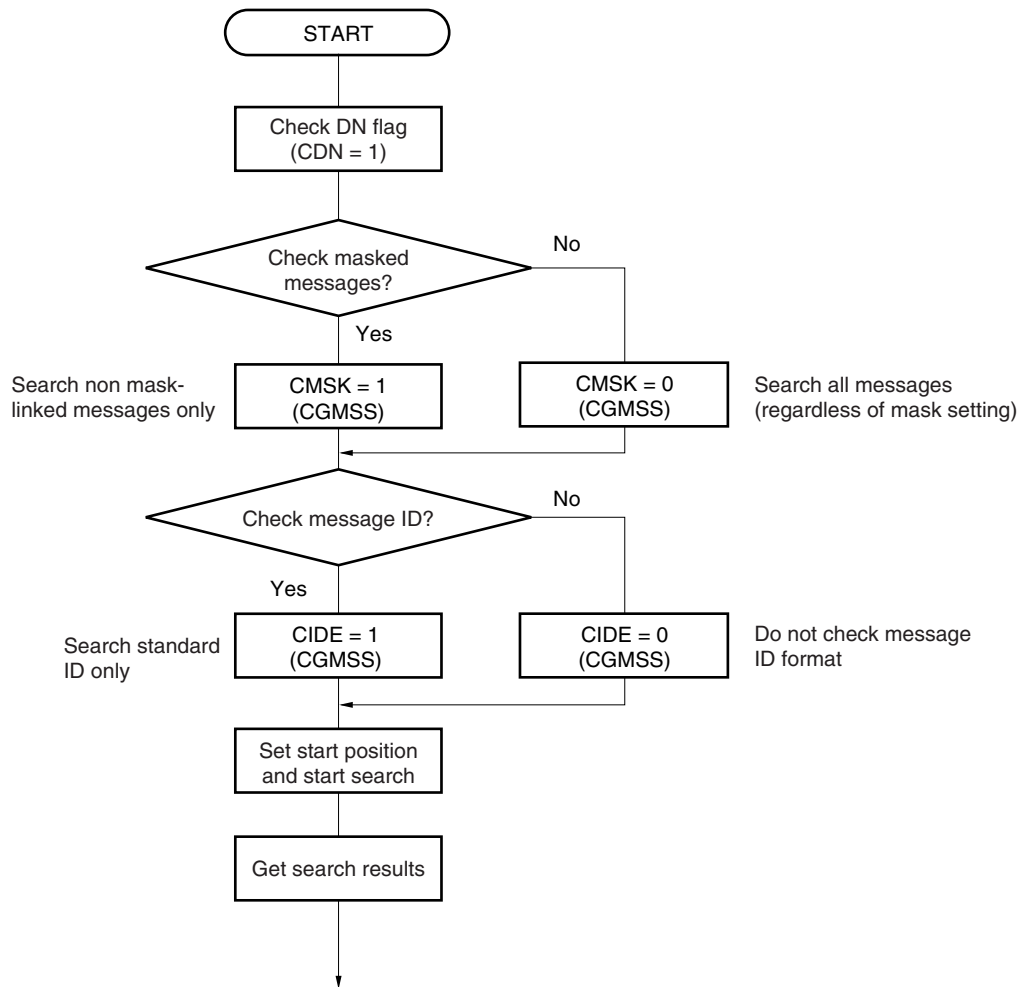 START
Check DN flag
(CDN = 1)
Check masked
messages?
No
Yes
Search non mask-
linked messages only
CMSK = 1
(CGMSS)
CMSK = 0
(CGMSS)
Search all messages
(regardless of mask setting)
Check message ID?
No
Yes
Search standard
ID only
CIDE = 1
(CGMSS)
CIDE = 0
(CGMSS)
Do not check message
ID format
Set start position
and start search
Get search results